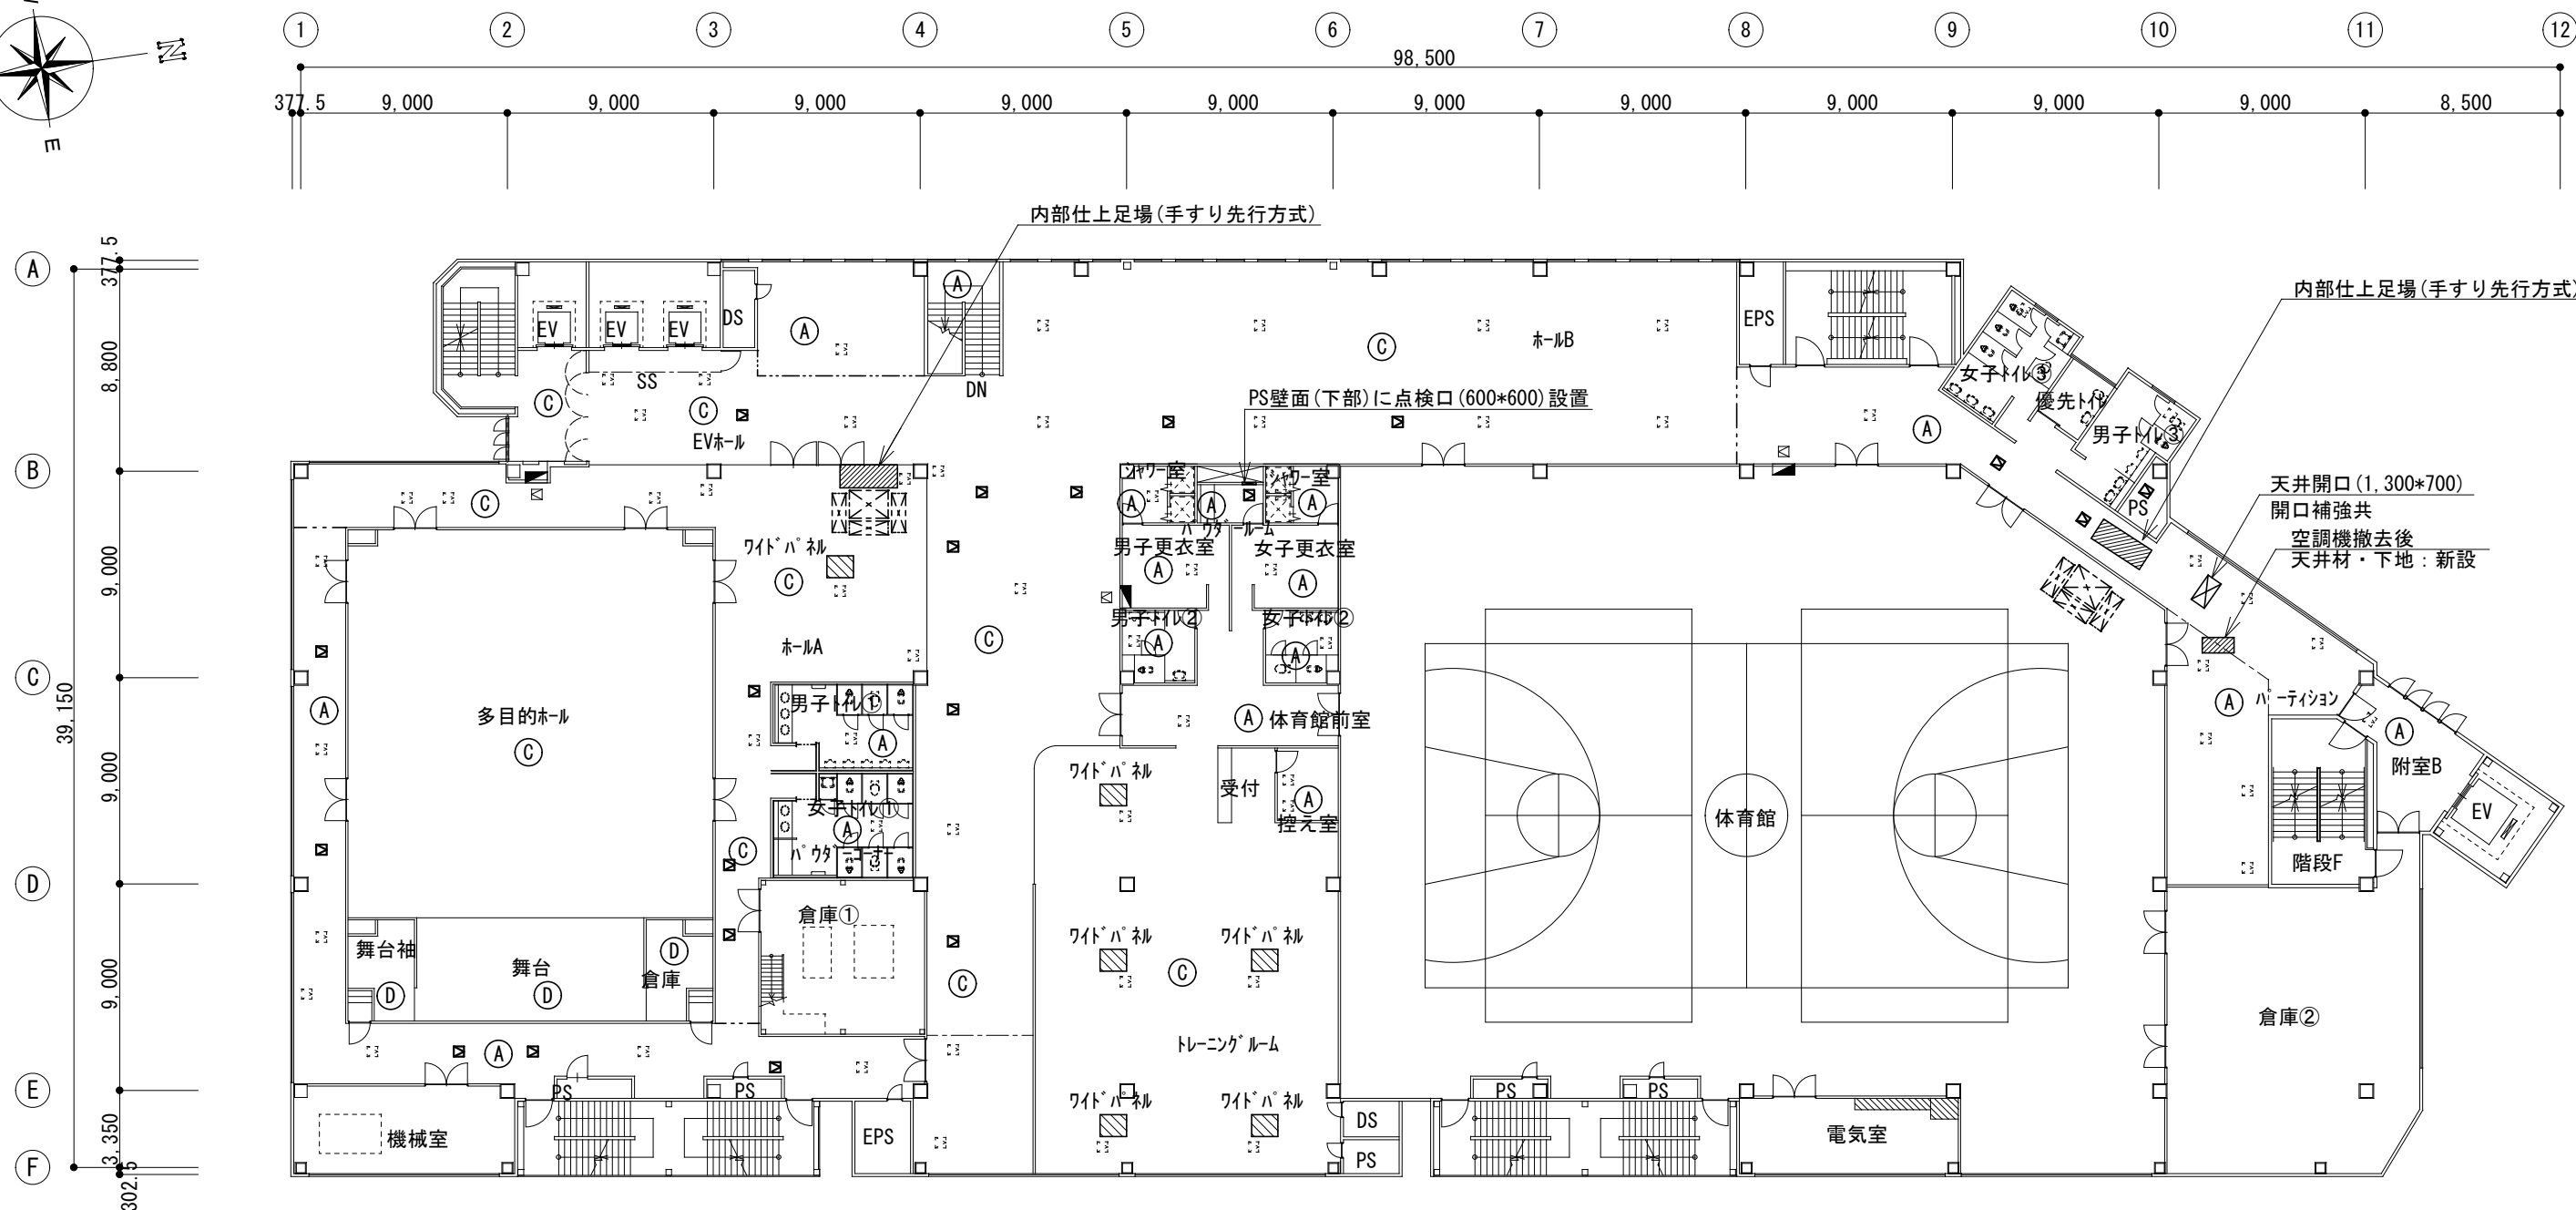 1 2 3 4 5 6 7 8 9 10 11 12
98,500
377.5 9,000 9,000 9,000 9,000 9,000 9,000 9,000 9,000 9,000 9,000 8,500
N
E
内部仕上足場(手すり先行方式)
A
377.5
内部仕上足場(手すり先行方式)
A
EV EV EV DS
A
EPS
ホールB
C
8,800
SS
DN
女子トイレ③
優先トイレ
PS壁面(下部)に点検口(600*600)設置
C
C
EVホール
A
男子トイレ③
B
シャワー室
シャワー室
天井開口(1,300*700)
開口補強共
C
A
A
A
PS
パウダールーム
空調機撤去後
天井材・下地：新設
ワイドパネル
男子更衣室
女子更衣室
9,000
C
A
A
男子トイレ②
女子トイレ②
ホールA
C
A
A
C
39,150
男子トイレ①
パーティション
A
多目的ホール
A
体育館前室
A
C
A
A
附室B
ワイドパネル
9,000
受付
A
控え室
体育館
女子トイレ①
A
EV
C
パウダーコーナー
階段F
D
倉庫①
舞台袖
D
倉庫
ワイドパネル
ワイドパネル
舞台
C
9,000
D
D
C
倉庫②
トレーニングルーム
A
E
PS
PS
PS
PS
ワイドパネル
ワイドパネル
3,350
機械室
EPS
DS
電気室
PS
F
302.5